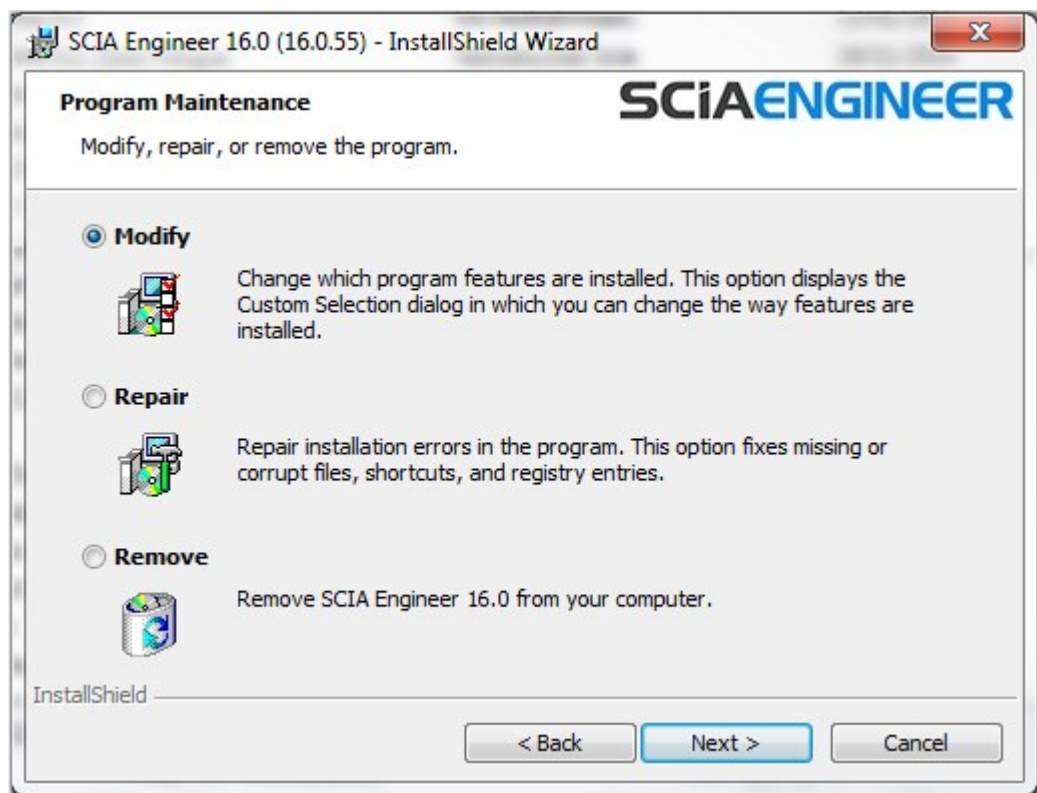 SCIA Engineer 16.0 (16.0.55) - InstallShield Wizard
Program Maintenance
SCiAENGINEER
Modify, repair, or remove the program.
Modify
Change which program features are installed. This option displays the
Custom Selection dialog in which you can change the way features are
installed.
Repair
Repair installation errors in the program. This option fixes missing or
corrupt files, shortcuts, and registry entries.
Remove
Remove SCIA Engineer 16.0 from your computer.
InstallShield
< Back
Next >
Cancel